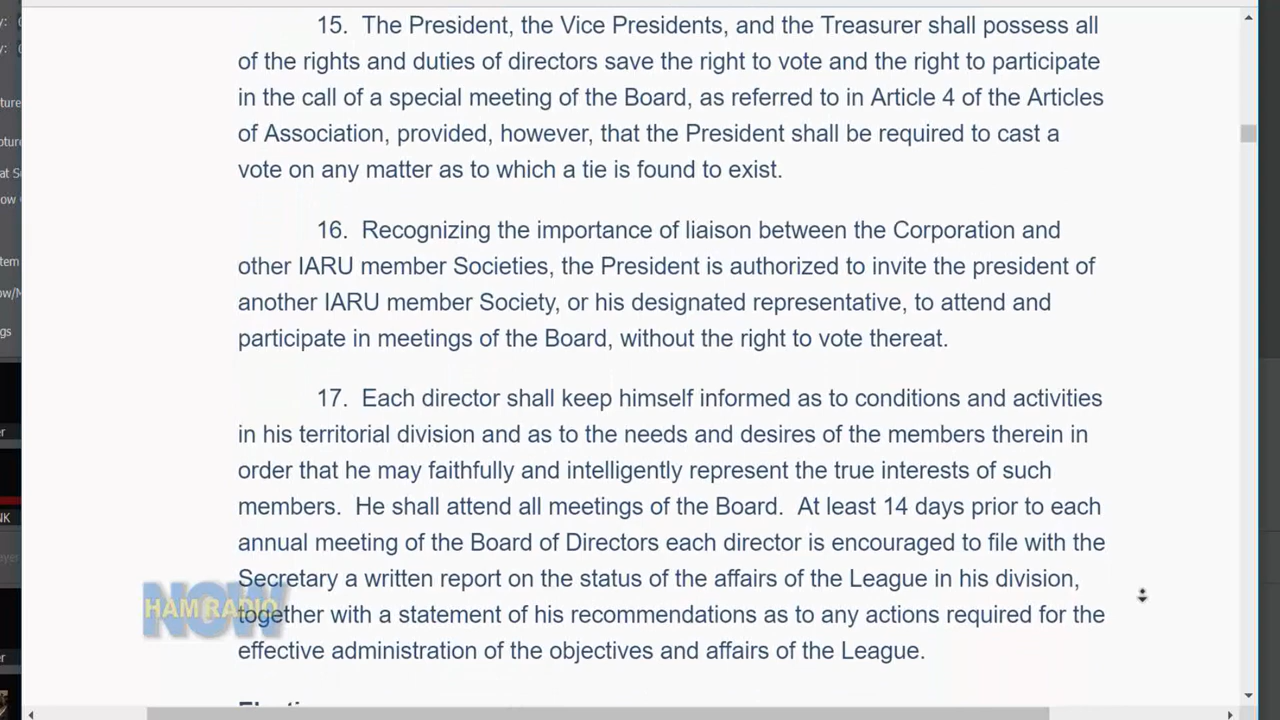 15. The President, the Vice Presidents, and the Treasurer shall possess all
of the rights and duties of directors save the right to vote and the right to participate
in the call of a special meeting of the Board, as referred to in Article 4 of the Articles
of Association, provided, however, that the President shall be required to cast a
vote on any matter as to which a tie is found to exist.
16. Recognizing the importance of liaison between the Corporation and
other IARU member Societies, the President is authorized to invite the president of
another IARU member Society, or his designated representative, to attend and
participate in meetings of the Board, without the right to vote thereat.
17. Each director shall keep himself informed as to conditions and activities
in his territorial division and as to the needs and desires of the members therein in
order that he may faithfully and intelligently represent the true interests of such
members. He shall attend all meetings of the Board. At least 14 days prior to each
annual meeting of the Board of Directors each director is encouraged to file with the
Secretary a written report on the status of the affairs of the League in his division,
together with a statement of his recommendations as to any actions required for the
effective administration of the objectives and affairs of the League.
HAM RADIO
NOW